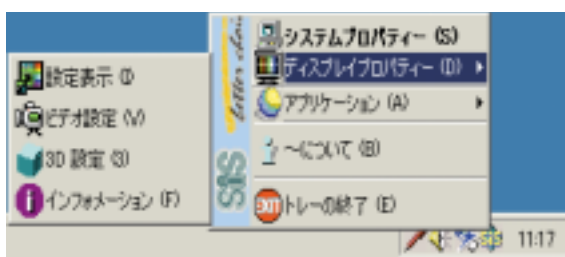 システムプロパティー (S)
ディスプレイプロパティー (D)
アプリケーション (A)
～について (B)
トレーの終了 (E)
設定表示 (I)
ビデオ設定 (V)
3D 設定 (3)
インフォメーション (F)
SiS
EXIT
11:17